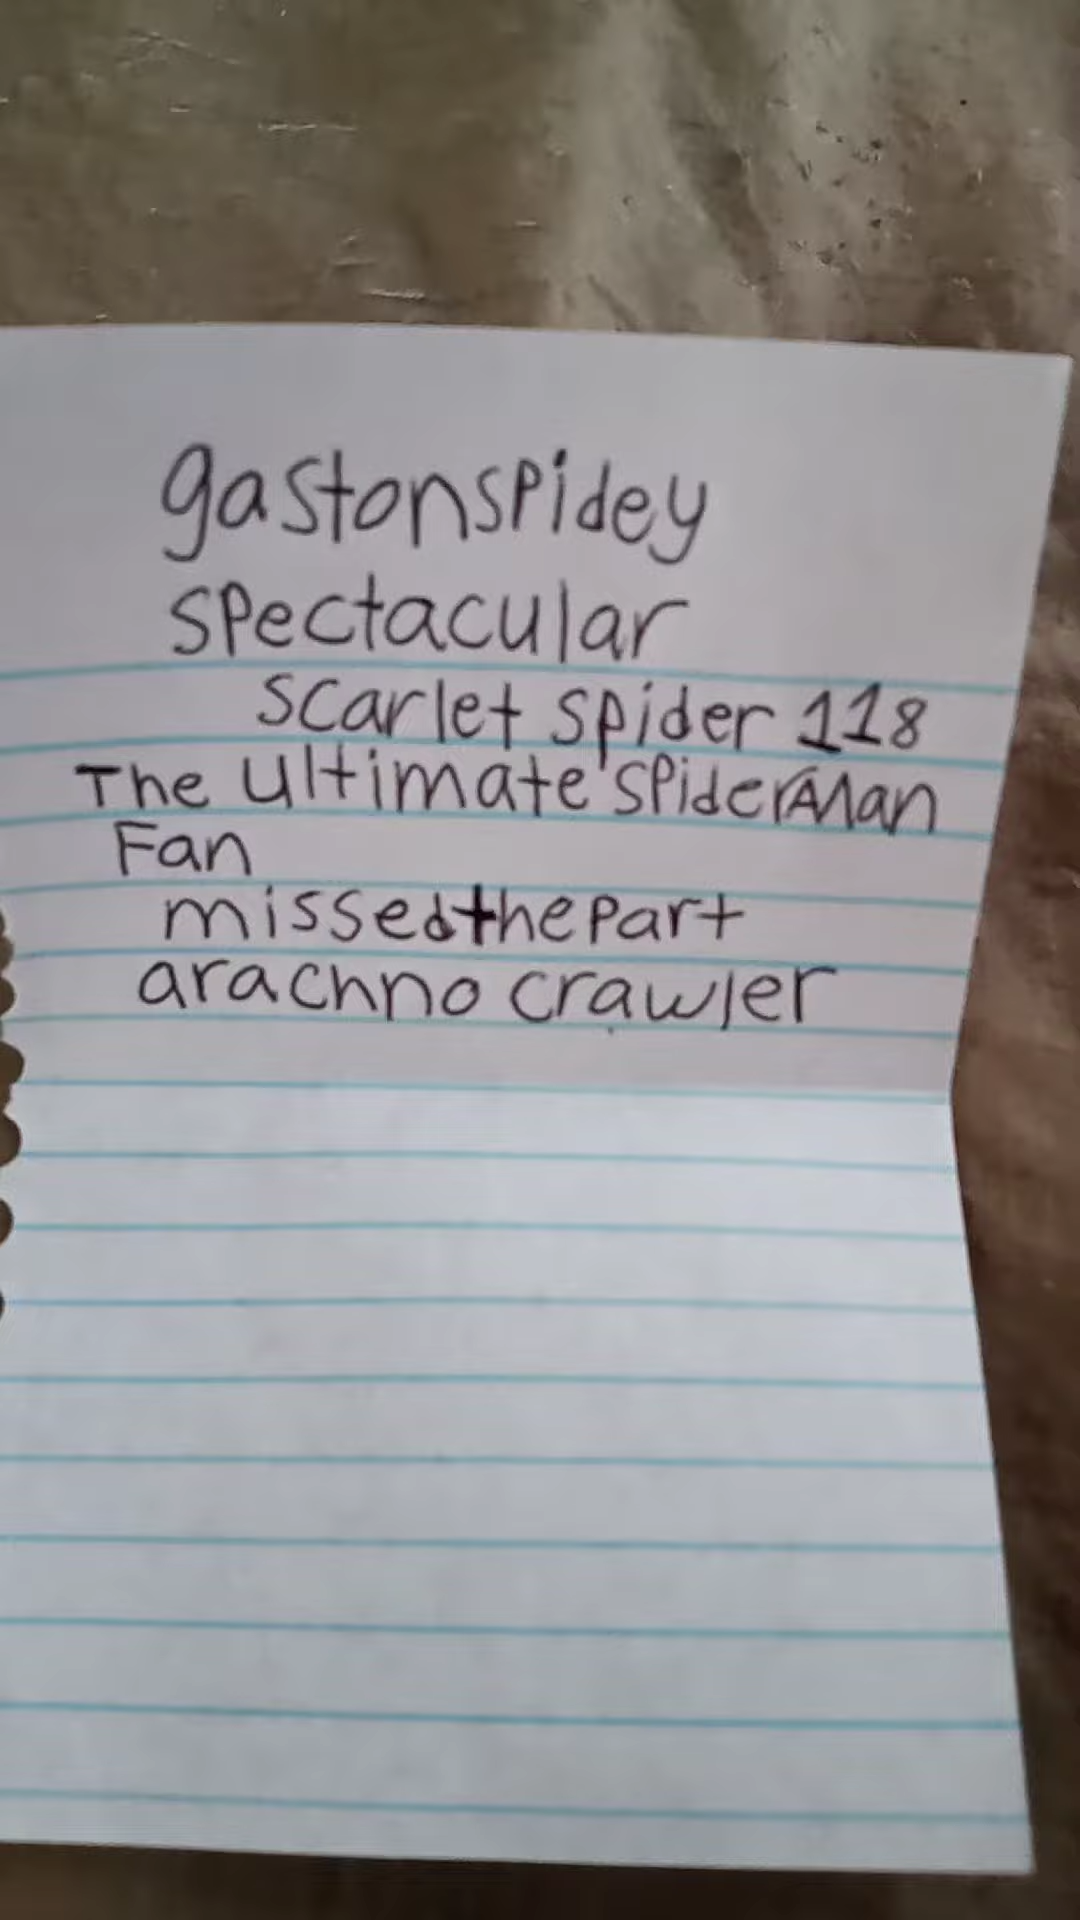 gastonspidey
spectacular
scarlet spider 118
The ultimate spiderMan
Fan
missedthepart
arachno crawler